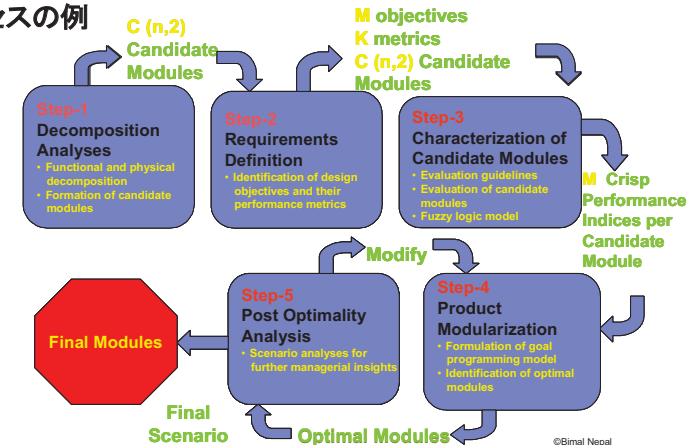 スの例
C (n,2)
Candidate
Modules
M objectives
K metrics
C (n,2) Candidate
Modules
Step-1
Decomposition
Analyses
• Functional and physical
decomposition
• Formation of candidate
modules
Step-2
Requirements
Definition
• Identification of design
objectives and their
performance metrics
Step-3
Characterization of
Candidate Modules
• Evaluation guidelines
• Evaluation of candidate
modules
• Fuzzy logic model
M Crisp
Performance
Indices per
Candidate
Module
Modify
Step-4
Product
Modularization
• Formulation of goal
programming model
• Identification of optimal
modules
Step-5
Post Optimality
Analysis
• Scenario analyses for
further managerial insights
Final Modules
Final
Scenario
Optimal Modules
©Bimal Nepal